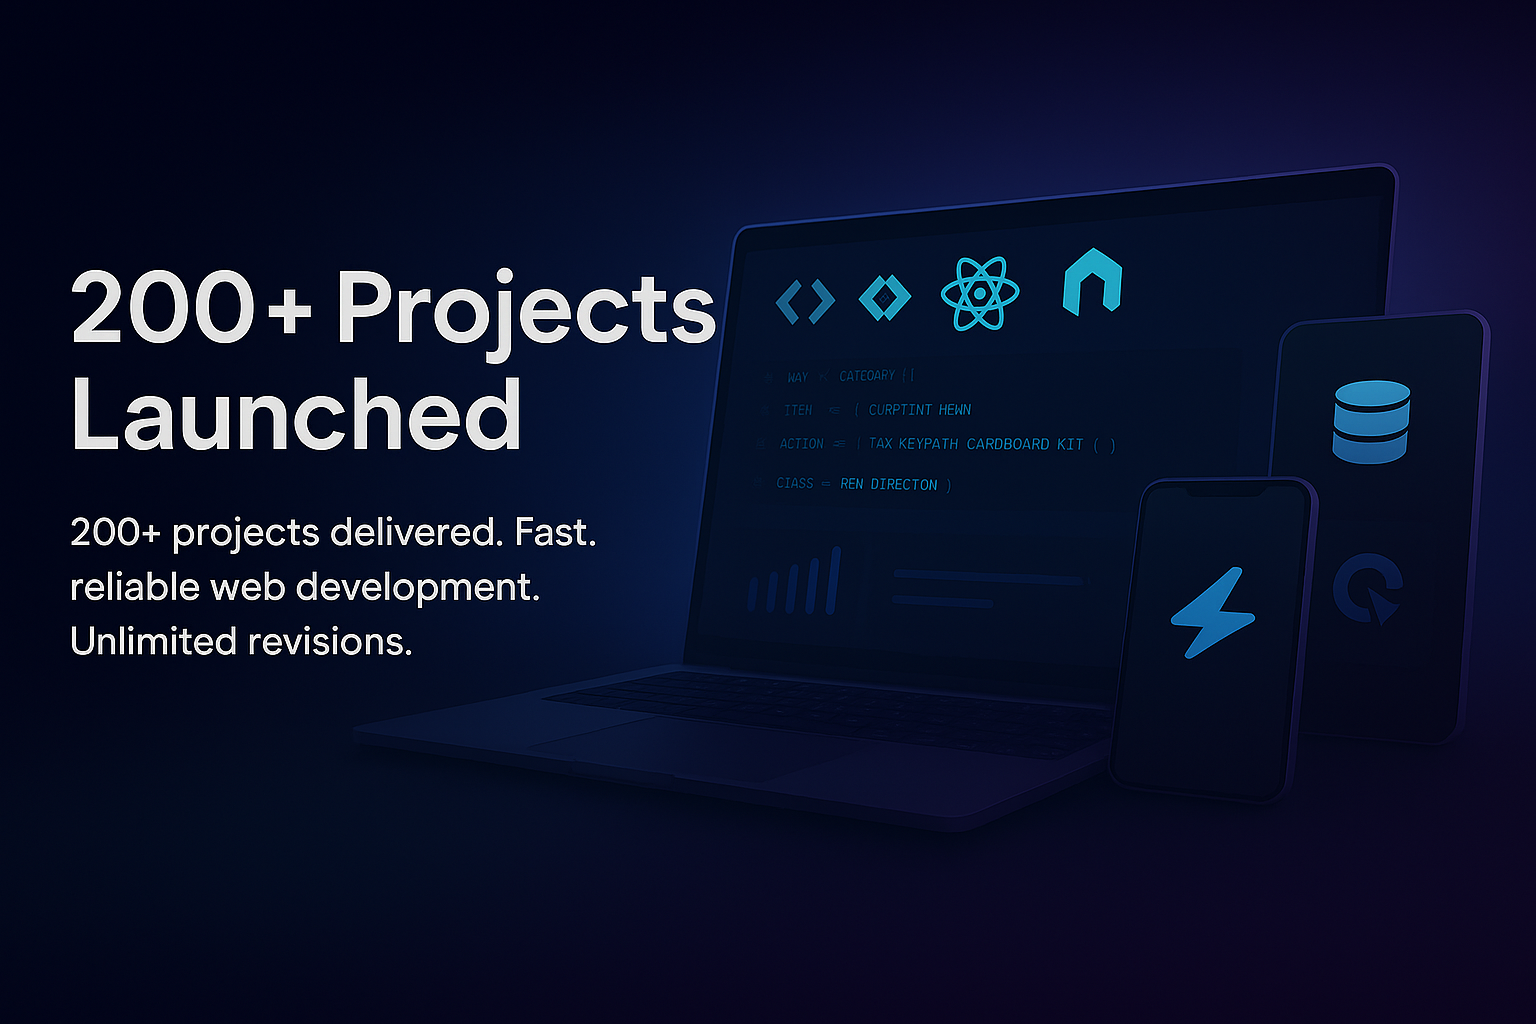 200+ Projects
Launched
200+ projects delivered. Fast.
reliable web development.
Unlimited revisions.
WAY < CATEOARY {|
ITEH <= ( CURPTINT HEWN
ACTION == | TAX KEYPATH CARDBOARD KIT ( )
CIASS = REN DIRECTON )